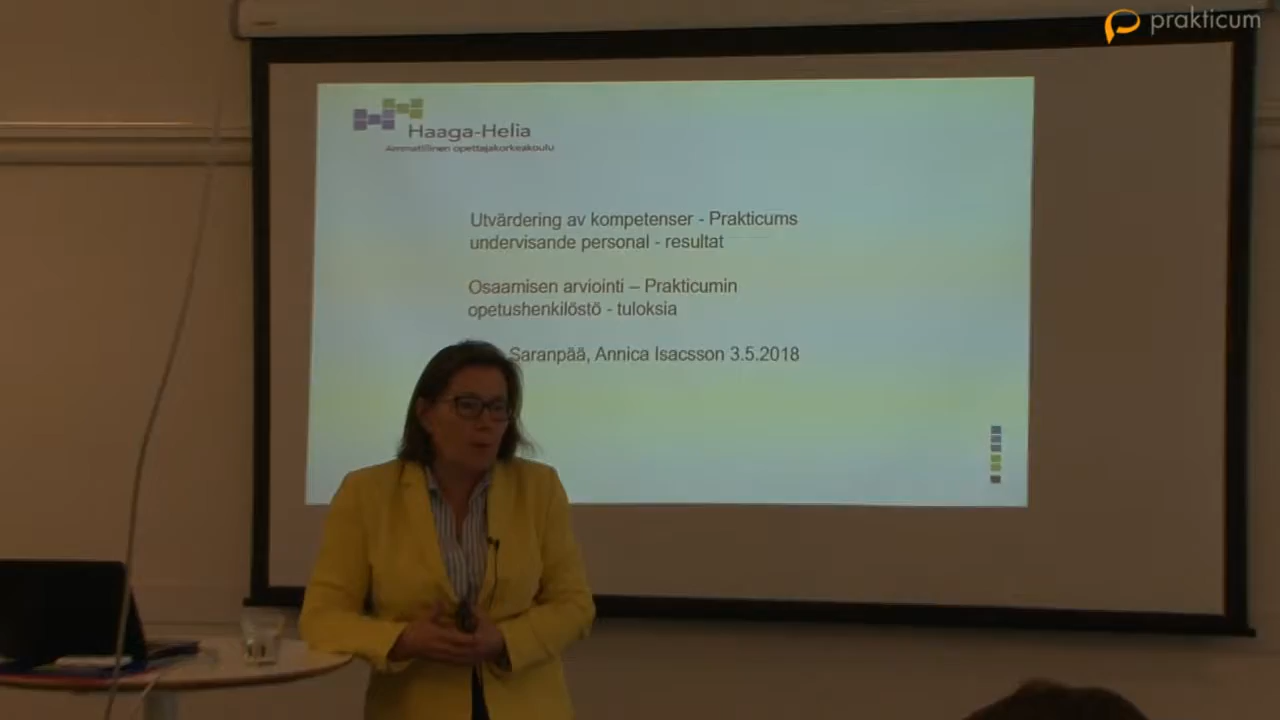 prakticum
Haaga-Helia
Ammatillinen opettajakorkeakoulu
Utvärdering av kompetenser - Prakticums
undervisande personal - resultat
Osaamisen arviointi – Prakticumin
opetushenkilöstö - tuloksia
Saranpää, Annica Isacsson 3.5.2018